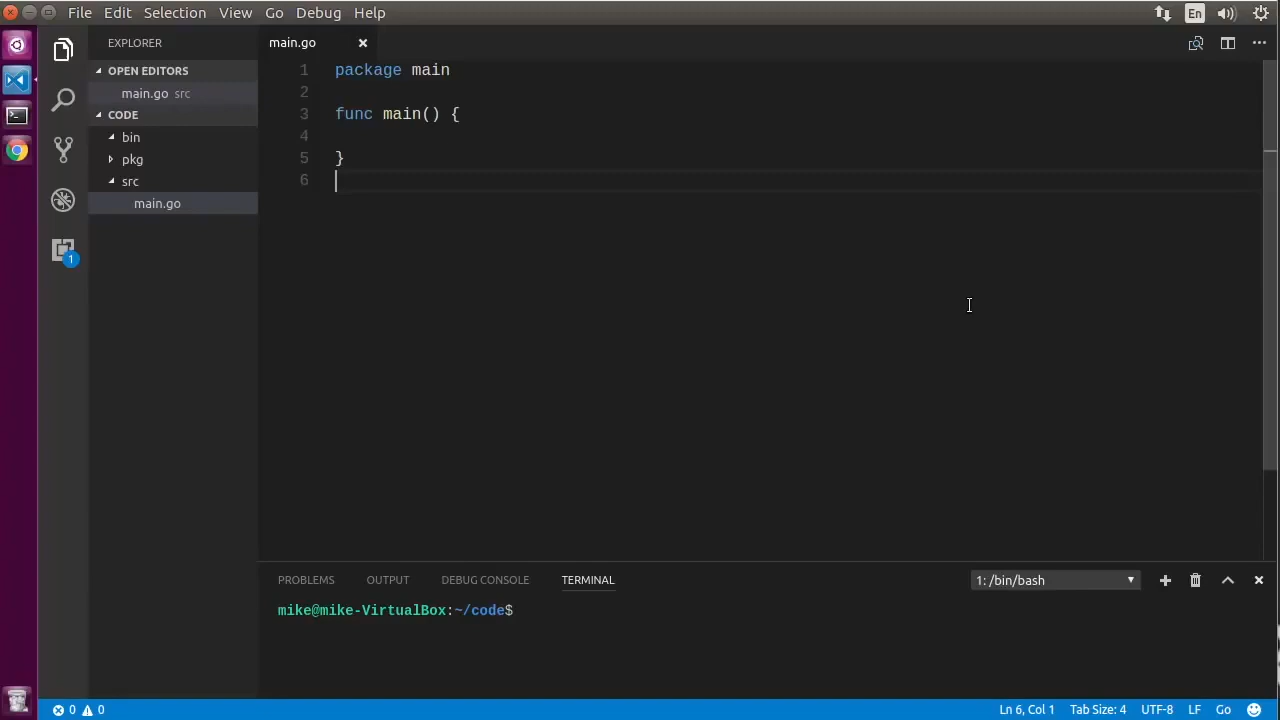 File Edit Selection View Go Debug Help
En
EXPLORER
OPEN EDITORS
main.go src
CODE
bin
pkg
src
main.go
1
main.go
1 package main
2
3 func main() {
4
5 }
6
PROBLEMS OUTPUT DEBUG CONSOLE TERMINAL
1: /bin/bash
mike@mike-VirtualBox:~/code$
0 0
Ln 6, Col 1 Tab Size: 4 UTF-8 LF Go